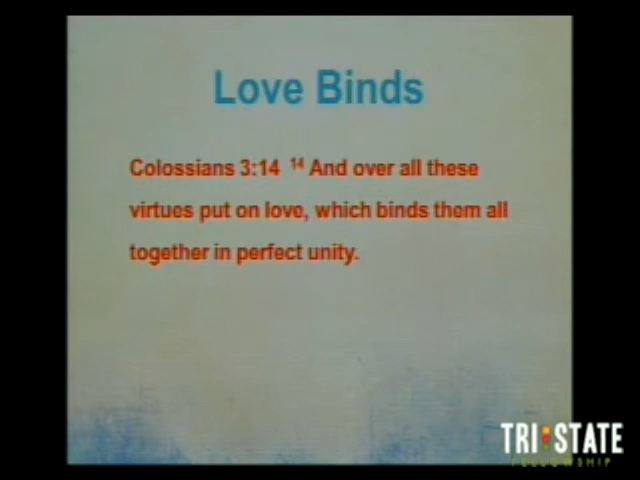 Love Binds
Colossians 3:14 14 And over all these
virtues put on love, which binds them all
together in perfect unity.
TRI STATE
FELLOWSHIP